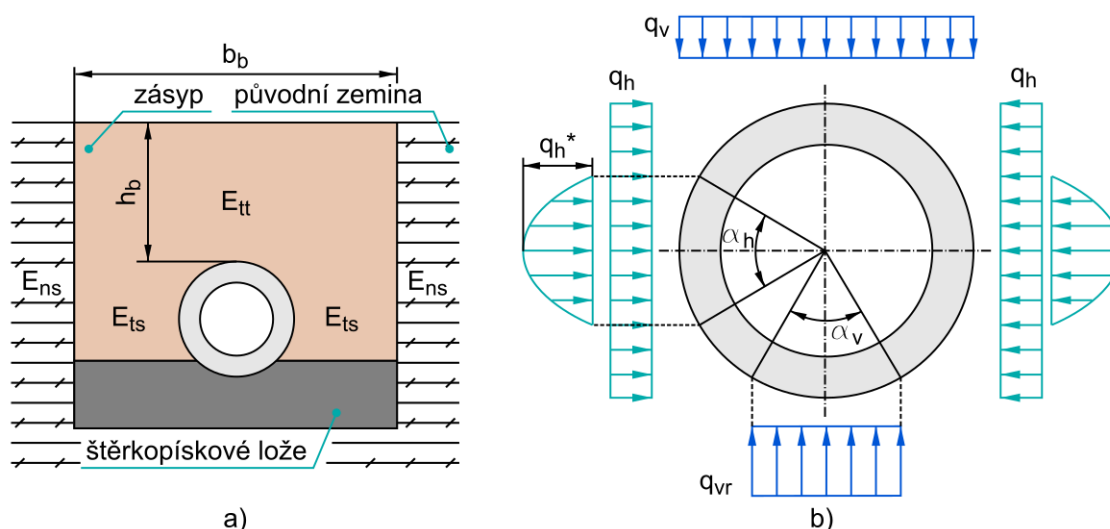 b_b
zásyp
původní zemina
h_b
E_tt
E_ns
E_ns
E_ts
E_ts
štěrkopískové lože
a)
q_v
q_h
q_h
q_h*
α_h
α_v
q_vr
b)